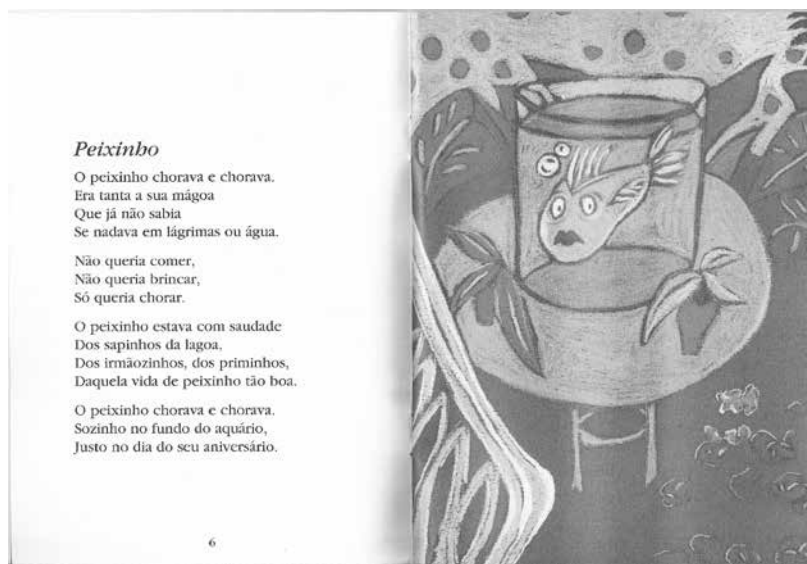 Peixinho
O peixinho chorava e chorava.
Era tanta a sua mágoa
Que já não sabia
Se nadava em lágrimas ou água.
Não queria comer,
Não queria brincar,
Só queria chorar.
O peixinho estava com saudade
Dos sapinhos da lagoa,
Dos irmãozinhos, dos priminhos,
Daquela vida de peixinho tão boa.
O peixinho chorava e chorava.
Sozinho no fundo do aquário,
Justo no dia do seu aniversário.
6